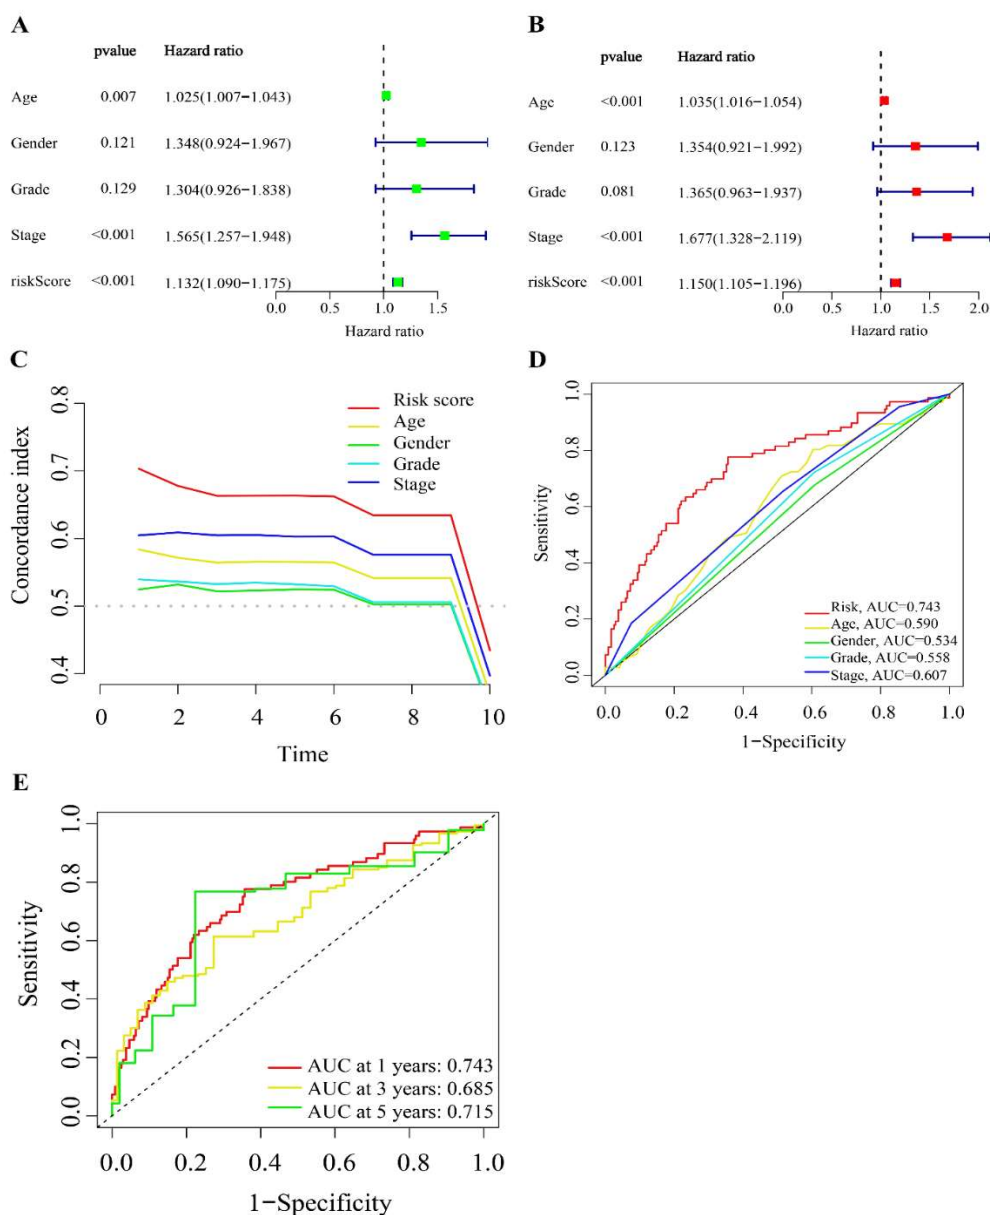 A
pvalue Hazard ratio
Age 0.007 1.025(1.007−1.043)
Gender 0.121 1.348(0.924−1.967)
Grade 0.129 1.304(0.926−1.838)
Stage <0.001 1.565(1.257−1.948)
riskScore <0.001 1.132(1.090−1.175)
0.0 0.5 1.0 1.5
Hazard ratio
B
pvalue Hazard ratio
Age <0.001 1.035(1.016−1.054)
Gender 0.123 1.354(0.921−1.992)
Grade 0.081 1.365(0.963−1.937)
Stage <0.001 1.677(1.328−2.119)
riskScore <0.001 1.150(1.105−1.196)
0.0 0.5 1.0 1.5 2.0
Hazard ratio
C
Concordance index
0.8
0.7
0.6
0.5
0.4
Risk score
Age
Gender
Grade
Stage
0 2 4 6 8 10
Time
D
Sensitivity
1.0
0.8
0.6
0.4
0.2
0.0
Risk, AUC=0.743
Age, AUC=0.590
Gender, AUC=0.534
Grade, AUC=0.558
Stage, AUC=0.607
0.0 0.2 0.4 0.6 0.8 1.0
1−Specificity
E
Sensitivity
1.0
0.8
0.6
0.4
0.2
0.0
AUC at 1 years: 0.743
AUC at 3 years: 0.685
AUC at 5 years: 0.715
0.0 0.2 0.4 0.6 0.8 1.0
1−Specificity